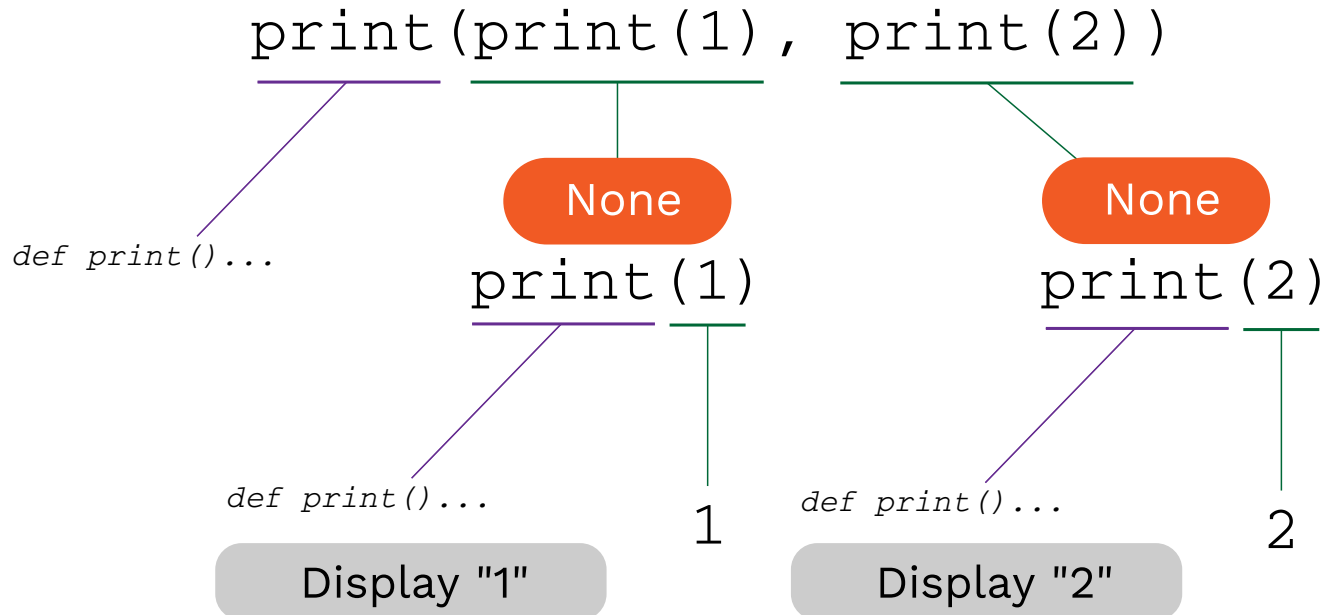 print(print(1), print(2))
None
None
def print()...
print(1)
print(2)
def print()...
def print()...
1
2
Display "1"
Display "2"